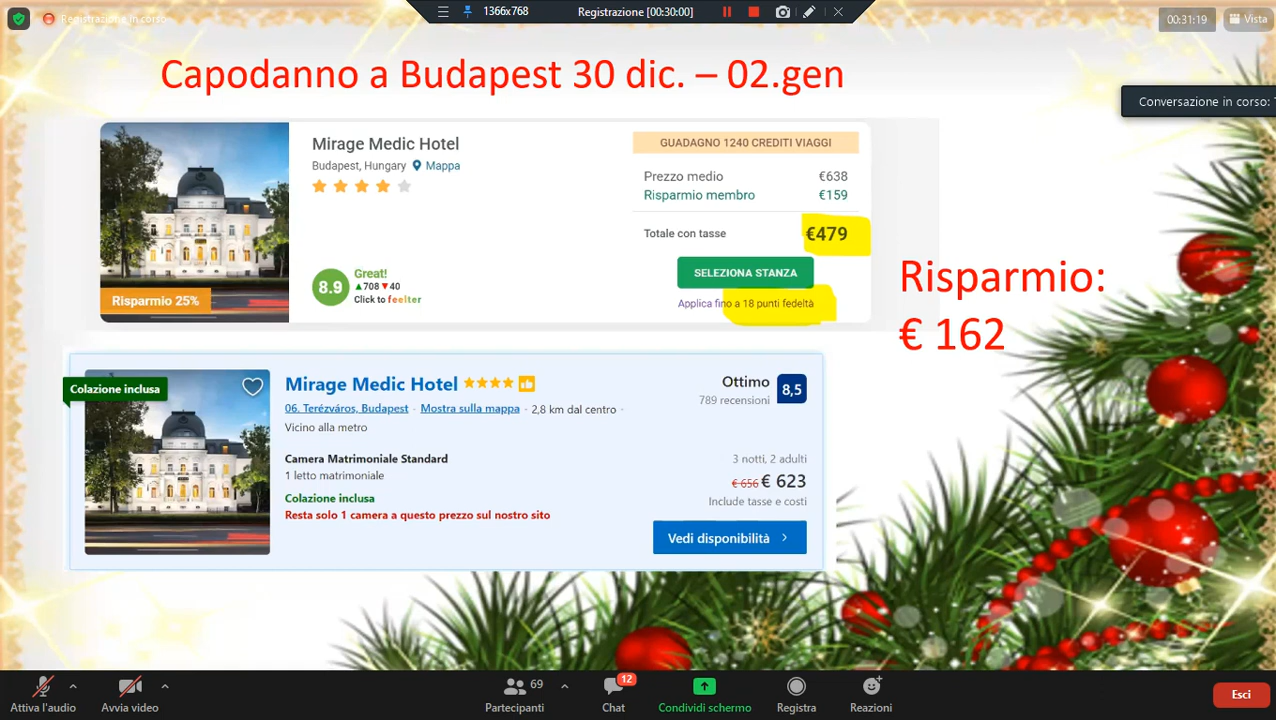 Registrazione in corso
1366x768
Registrazione [00:30:00]
00:31:19
Vista
Conversazione in corso:
Capodanno a Budapest 30 dic. – 02.gen
Mirage Medic Hotel
Budapest, Hungary Mappa
Great!
8.9
708 40
Click to feelter
Risparmio 25%
GUADAGNO 1240 CREDITI VIAGGI
Prezzo medio €638
Risparmio membro €159
Totale con tasse €479
SELEZIONA STANZA
Applica fino a 18 punti fedeltà
Risparmio:
€ 162
Colazione inclusa
Mirage Medic Hotel
06. Terézváros, Budapest · Mostra sulla mappa · 2,8 km dal centro ·
Vicino alla metro
Ottimo 8,5
789 recensioni
Camera Matrimoniale Standard
1 letto matrimoniale
Colazione inclusa
Resta solo 1 camera a questo prezzo sul nostro sito
3 notti, 2 adulti
€ 656 € 623
Include tasse e costi
Vedi disponibilità
Attiva l'audio
Avvia video
69
Partecipanti
12
Chat
Condividi schermo
Registra
Reazioni
Esci